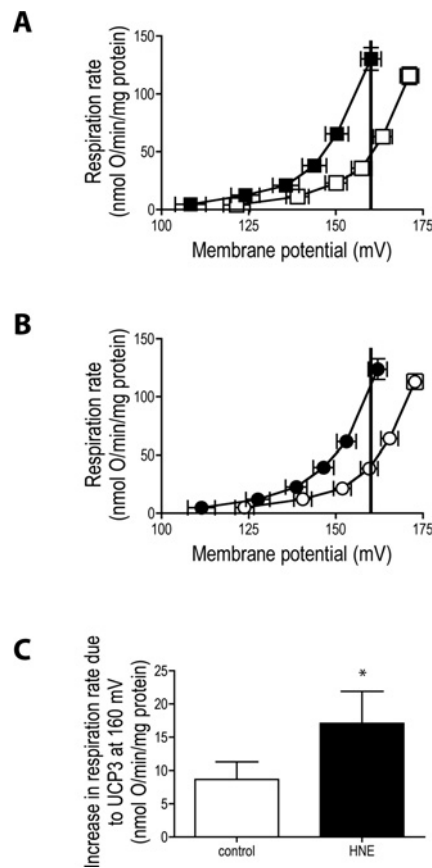 A
Respiration rate
(nmol O/min/mg protein)
150
100
50
0
100
125
150
175
Membrane potential (mV)
B
Respiration rate
(nmol O/min/mg protein)
150
100
50
0
100
125
150
175
Membrane potential (mV)
C
Increase in respiration rate due
to UCP3 at 160 mV
(nmol O/min/mg protein)
25
20
15
10
5
0
*
control
HNE